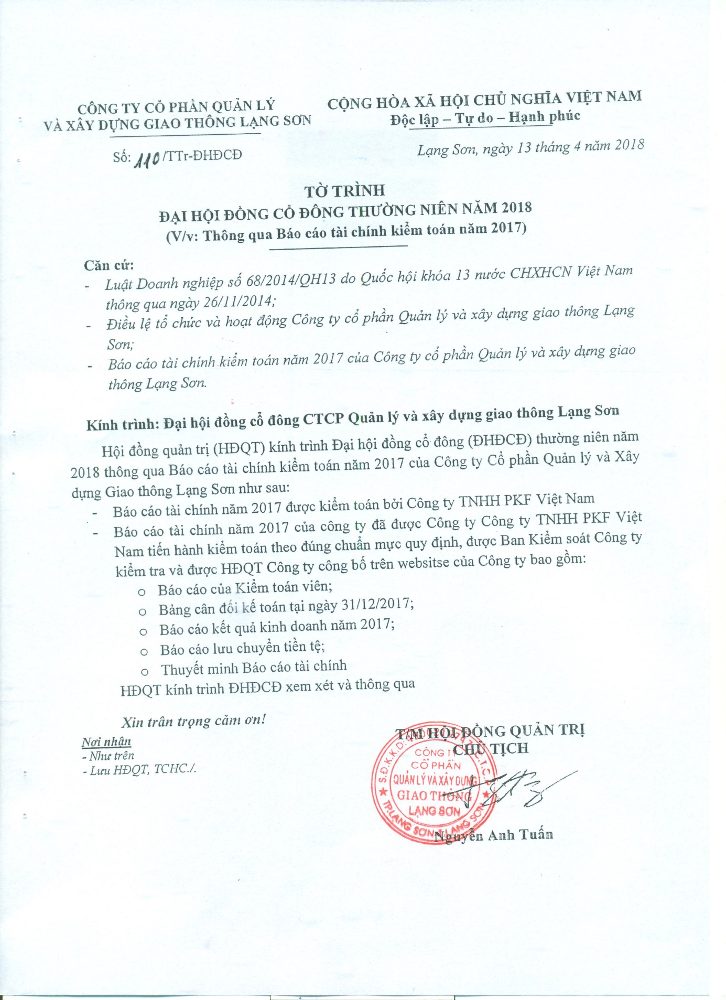 CÔNG TY CỔ PHẦN QUẢN LÝ
VÀ XÂY DỰNG GIAO THÔNG LẠNG SƠN
CỘNG HÒA XÃ HỘI CHỦ NGHĨA VIỆT NAM
Độc lập – Tự do – Hạnh phúc
Số: 110/TTr-ĐHĐCĐ
Lạng Sơn, ngày 13 tháng 4 năm 2018
TỜ TRÌNH
ĐẠI HỘI ĐỒNG CỔ ĐÔNG THƯỜNG NIÊN NĂM 2018
(V/v: Thông qua Báo cáo tài chính kiểm toán năm 2017)
Căn cứ:
- Luật Doanh nghiệp số 68/2014/QH13 do Quốc hội khóa 13 nước CHXHCN Việt Nam
thông qua ngày 26/11/2014;
- Điều lệ tổ chức và hoạt động Công ty cổ phần Quản lý và xây dựng giao thông Lạng
Sơn;
- Báo cáo tài chính kiểm toán năm 2017 của Công ty cổ phần Quản lý và xây dựng giao
thông Lạng Sơn.
Kính trình: Đại hội đồng cổ đông CTCP Quản lý và xây dựng giao thông Lạng Sơn
Hội đồng quản trị (HĐQT) kính trình Đại hội đồng cổ đông (ĐHĐCĐ) thường niên năm
2018 thông qua Báo cáo tài chính kiểm toán năm 2017 của Công ty Cổ phần Quản lý và Xây
dựng Giao thông Lạng Sơn như sau:
- Báo cáo tài chính năm 2017 được kiểm toán bởi Công ty TNHH PKF Việt Nam
- Báo cáo tài chính năm 2017 của công ty đã được Công ty Công ty TNHH PKF Việt
Nam tiến hành kiểm toán theo đúng chuẩn mực quy định, được Ban Kiểm soát Công ty
kiểm tra và được HĐQT Công ty công bố trên websitse của Công ty bao gồm:
o Báo cáo của Kiểm toán viên;
o Bảng cân đối kế toán tại ngày 31/12/2017;
o Báo cáo kết quả kinh doanh năm 2017;
o Báo cáo lưu chuyển tiền tệ;
o Thuyết minh Báo cáo tài chính
HĐQT kính trình ĐHĐCĐ xem xét và thông qua
Xin trân trọng cảm ơn!
Nơi nhận
- Như trên
- Lưu HĐQT, TCHC./.
T/M HỘI ĐỒNG QUẢN TRỊ
CHỦ TỊCH
S.Đ.K.K.D:
CÔNG TY
CỔ PHẦN
QUẢN LÝ VÀ XÂY DỰNG
GIAO THÔNG
LẠNG SƠN
TP.LẠNG SƠN - T.LẠNG SƠN
Nguyễn Anh Tuấn